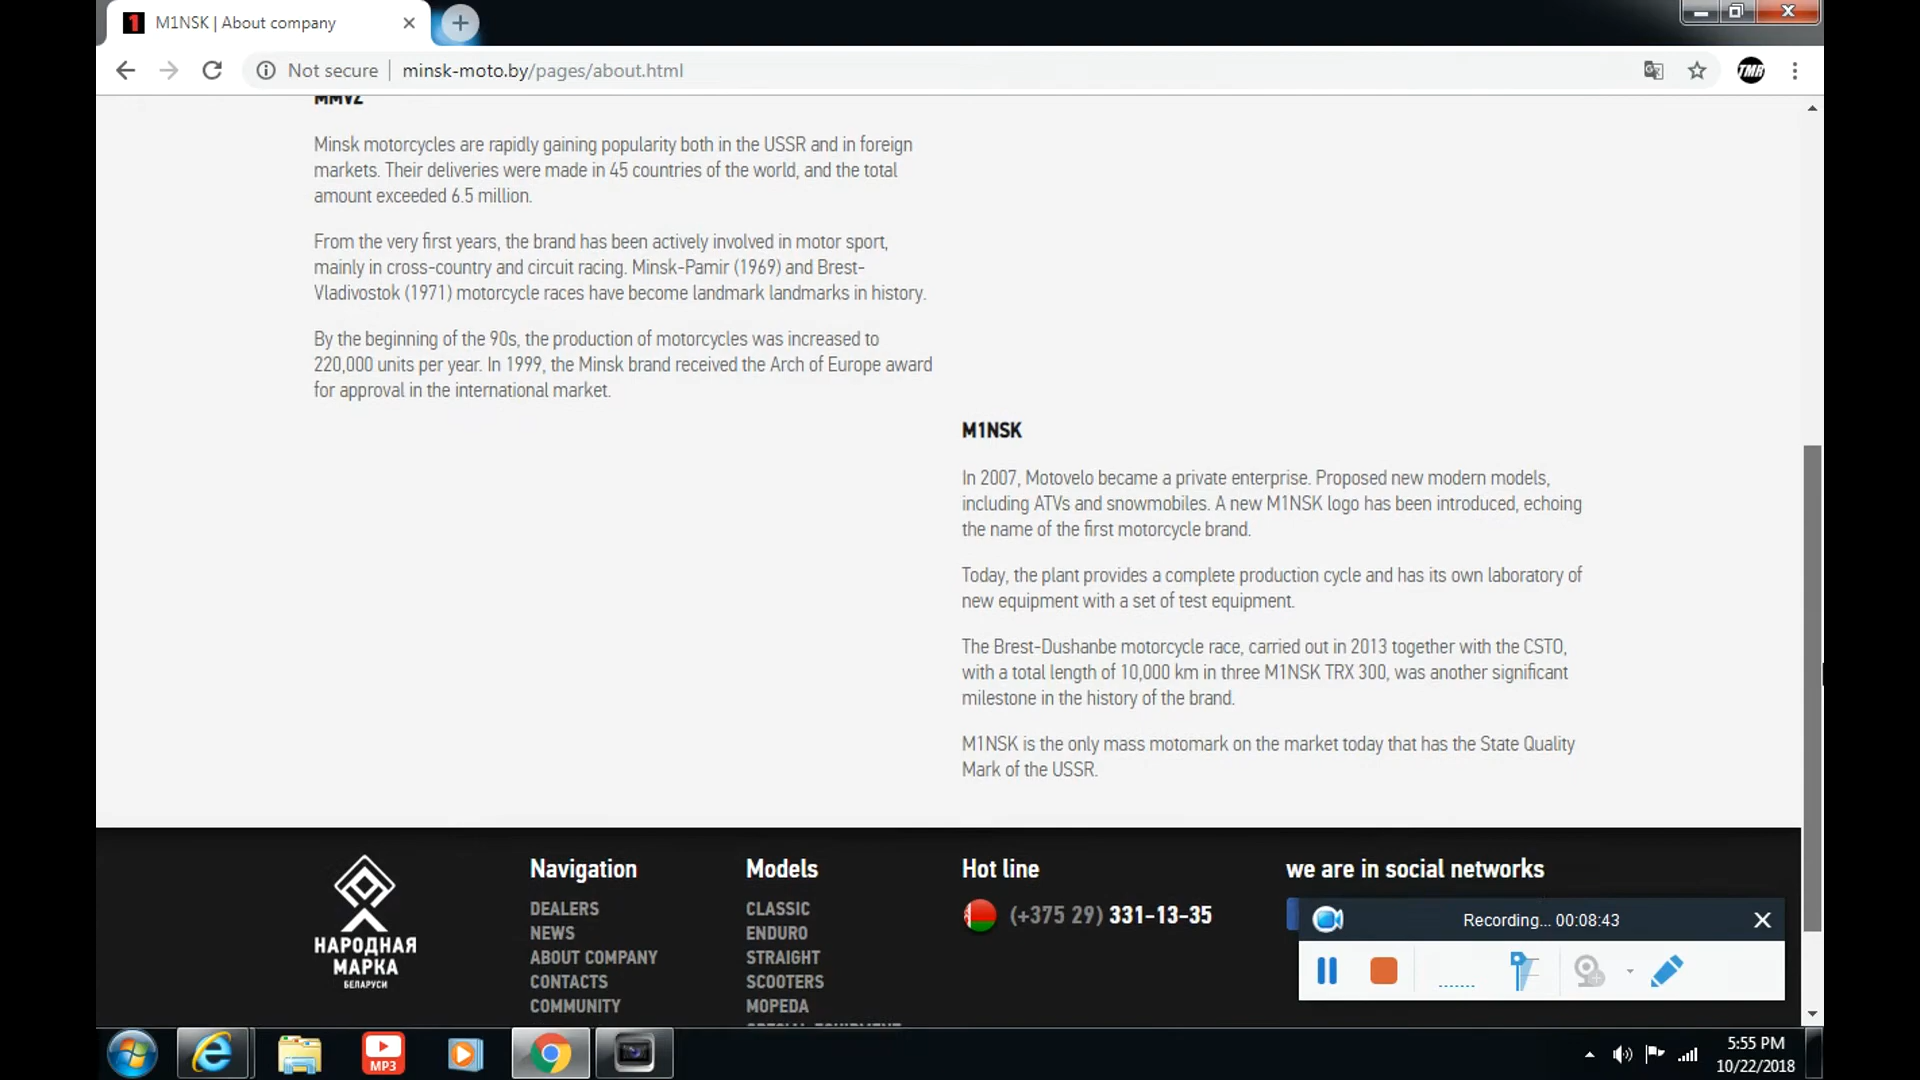 M1NSK | About company
Not secure
minsk-moto.by/pages/about.html
TMR
MMVZ
Minsk motorcycles are rapidly gaining popularity both in the USSR and in foreign
markets. Their deliveries were made in 45 countries of the world, and the total
amount exceeded 6.5 million.
From the very first years, the brand has been actively involved in motor sport,
mainly in cross-country and circuit racing. Minsk-Pamir (1969) and Brest-
Vladivostok (1971) motorcycle races have become landmark landmarks in history.
By the beginning of the 90s, the production of motorcycles was increased to
220,000 units per year. In 1999, the Minsk brand received the Arch of Europe award
for approval in the international market.
M1NSK
In 2007, Motovelo became a private enterprise. Proposed new modern models,
including ATVs and snowmobiles. A new M1NSK logo has been introduced, echoing
the name of the first motorcycle brand.
Today, the plant provides a complete production cycle and has its own laboratory of
new equipment with a set of test equipment.
The Brest-Dushanbe motorcycle race, carried out in 2013 together with the CSTO,
with a total length of 10,000 km in three M1NSK TRX 300, was another significant
milestone in the history of the brand.
M1NSK is the only mass motomark on the market today that has the State Quality
Mark of the USSR.
НАРОДНАЯ
МАРКА
БЕЛАРУСИ
Navigation
DEALERS
NEWS
ABOUT COMPANY
CONTACTS
COMMUNITY
Models
CLASSIC
ENDURO
STRAIGHT
SCOOTERS
MOPEDA
SPECIAL EQUIPMENT
Hot line
(+375 29) 331-13-35
we are in social networks
Recording... 00:08:43
MP3
5:55 PM
10/22/2018